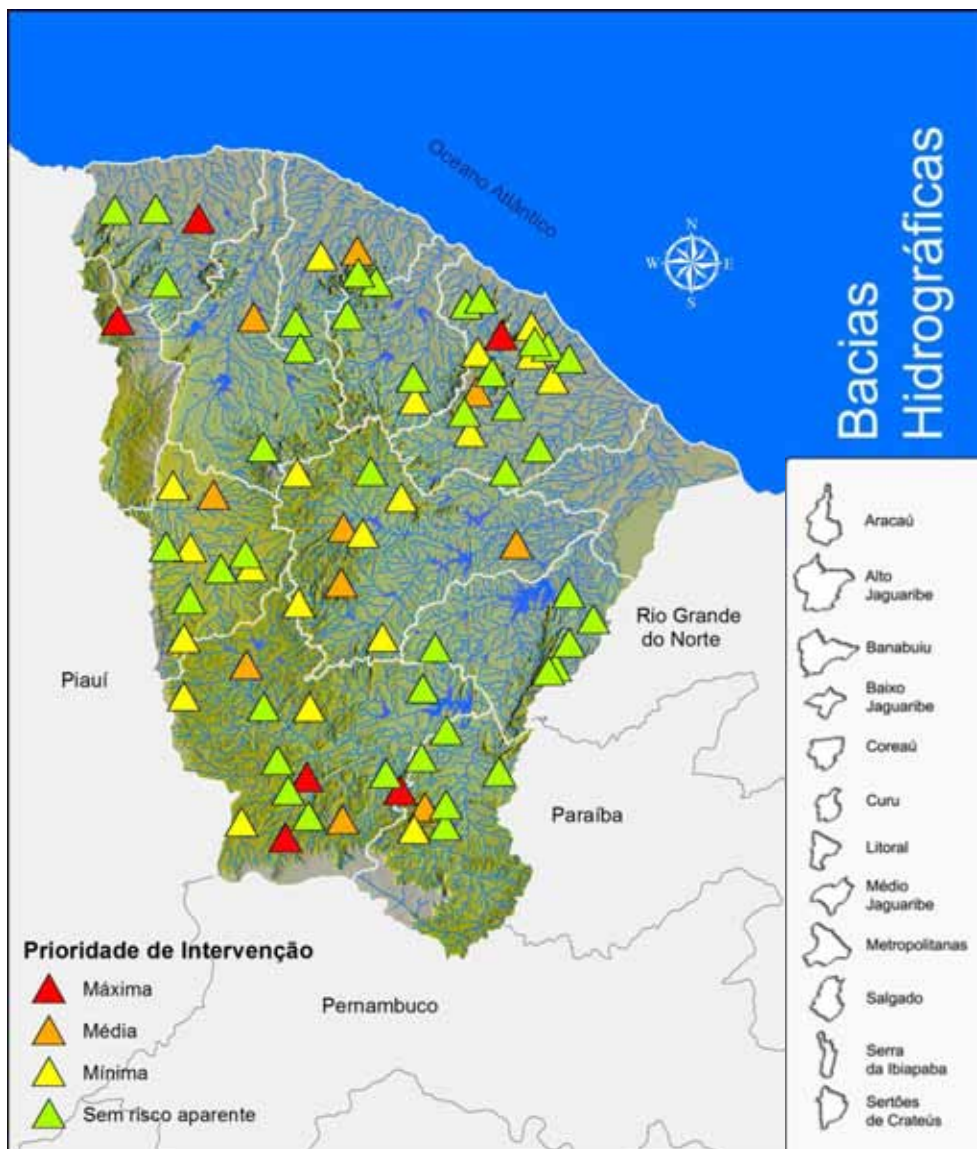 Oceano Atlântico
N
W
E
S
Bacias
Hidrográficas
Aracaú
Alto
Jaguaribe
Banabuiu
Baixo
Jaguaribe
Coreaú
Curu
Litoral
Médio
Jaguaribe
Metropolitanas
Salgado
Serra
da Ibiapaba
Sertões
de Crateús
Rio Grande
do Norte
Piauí
Paraíba
Pernambuco
Prioridade de Intervenção
Máxima
Média
Mínima
Sem risco aparente